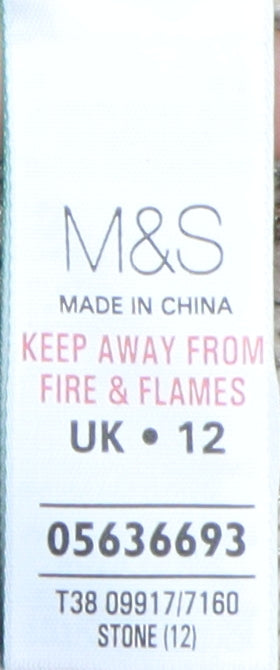 M&S
MADE IN CHINA
KEEP AWAY FROM
FIRE & FLAMES
UK • 12
05636693
T38 09917/7160
STONE (12)